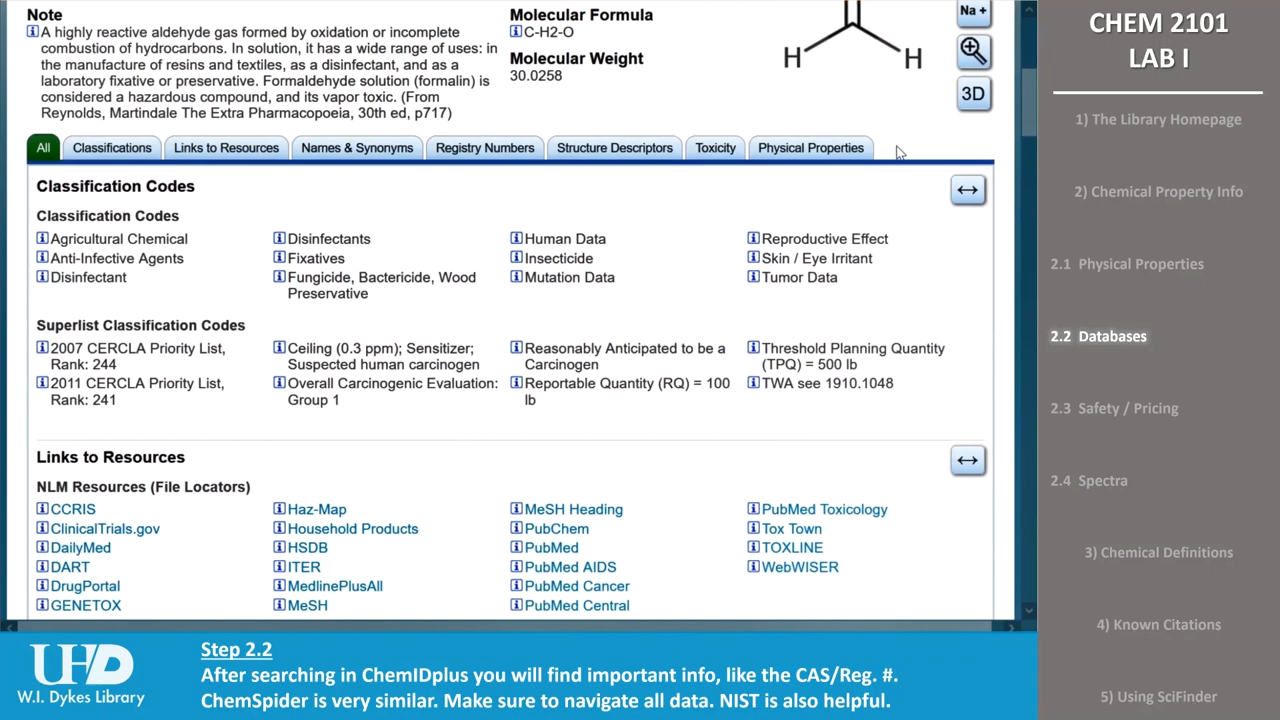 Note
A highly reactive aldehyde gas formed by oxidation or incomplete
combustion of hydrocarbons. In solution, it has a wide range of uses: in
the manufacture of resins and textiles, as a disinfectant, and as a
laboratory fixative or preservative. Formaldehyde solution (formalin) is
considered a hazardous compound, and its vapor toxic. (From
Reynolds, Martindale The Extra Pharmacopoeia, 30th ed, p717)
Molecular Formula
C-H2-O
Molecular Weight
30.0258
H H
Na +
3D
All Classifications Links to Resources Names & Synonyms Registry Numbers Structure Descriptors Toxicity Physical Properties
Classification Codes
Classification Codes
Agricultural Chemical
Anti-Infective Agents
Disinfectant
Disinfectants
Fixatives
Fungicide, Bactericide, Wood
Preservative
Human Data
Insecticide
Mutation Data
Reproductive Effect
Skin / Eye Irritant
Tumor Data
Superlist Classification Codes
2007 CERCLA Priority List,
Rank: 244
2011 CERCLA Priority List,
Rank: 241
Ceiling (0.3 ppm); Sensitizer;
Suspected human carcinogen
Overall Carcinogenic Evaluation:
Group 1
Reasonably Anticipated to be a
Carcinogen
Reportable Quantity (RQ) = 100
lb
Threshold Planning Quantity
(TPQ) = 500 lb
TWA see 1910.1048
Links to Resources
NLM Resources (File Locators)
CCRIS
ClinicalTrials.gov
DailyMed
DART
DrugPortal
GENETOX
Haz-Map
Household Products
HSDB
ITER
MedlinePlusAll
MeSH
MeSH Heading
PubChem
PubMed
PubMed AIDS
PubMed Cancer
PubMed Central
PubMed Toxicology
Tox Town
TOXLINE
WebWISER
CHEM 2101
LAB I
1) The Library Homepage
2) Chemical Property Info
2.1 Physical Properties
2.2 Databases
2.3 Safety / Pricing
2.4 Spectra
3) Chemical Definitions
4) Known Citations
5) Using SciFinder
UHD
W.I. Dykes Library
Step 2.2
After searching in ChemIDplus you will find important info, like the CAS/Reg. #.
ChemSpider is very similar. Make sure to navigate all data. NIST is also helpful.